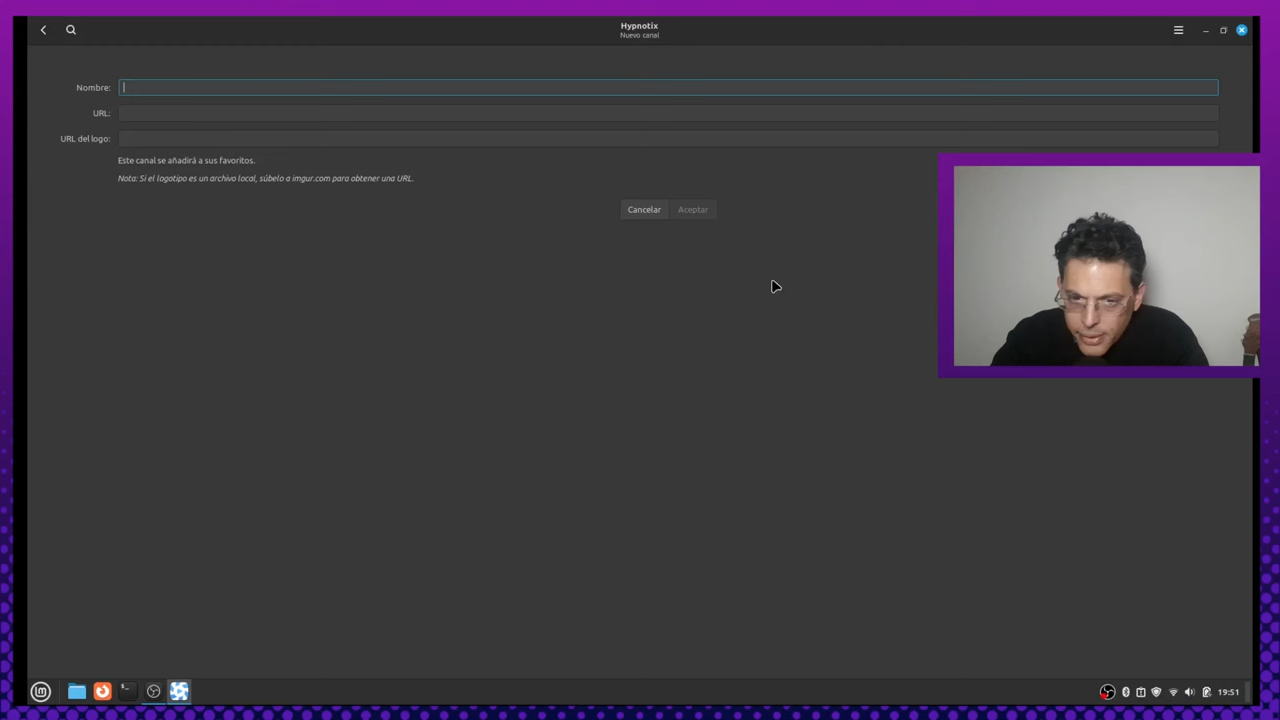 Hypnotix
Nuevo canal
Nombre:
URL:
URL del logo:
Este canal se añadirá a sus favoritos.
Nota: Si el logotipo es un archivo local, súbelo a imgur.com para obtener una URL.
Cancelar Aceptar
19:51